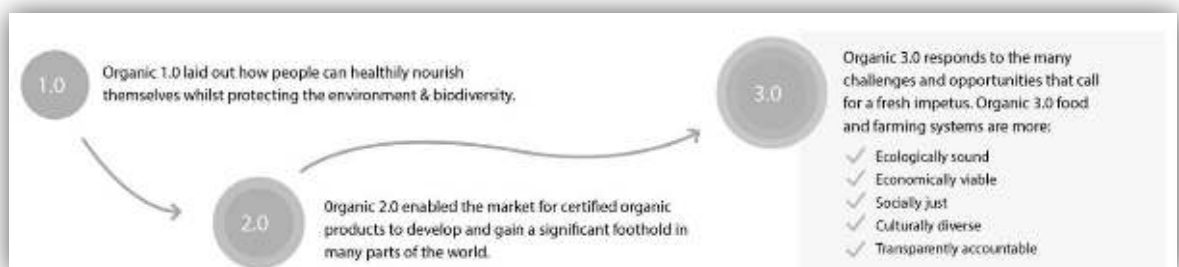 1.0
Organic 1.0 laid out how people can healthily nourish
themselves whilst protecting the environment & biodiversity.
2.0
Organic 2.0 enabled the market for certified organic
products to develop and gain a significant foothold in
many parts of the world.
3.0
Organic 3.0 responds to the many
challenges and opportunities that call
for a fresh impetus. Organic 3.0 food
and farming systems are more:
Ecologically sound
Economically viable
Socially just
Culturally diverse
Transparently accountable